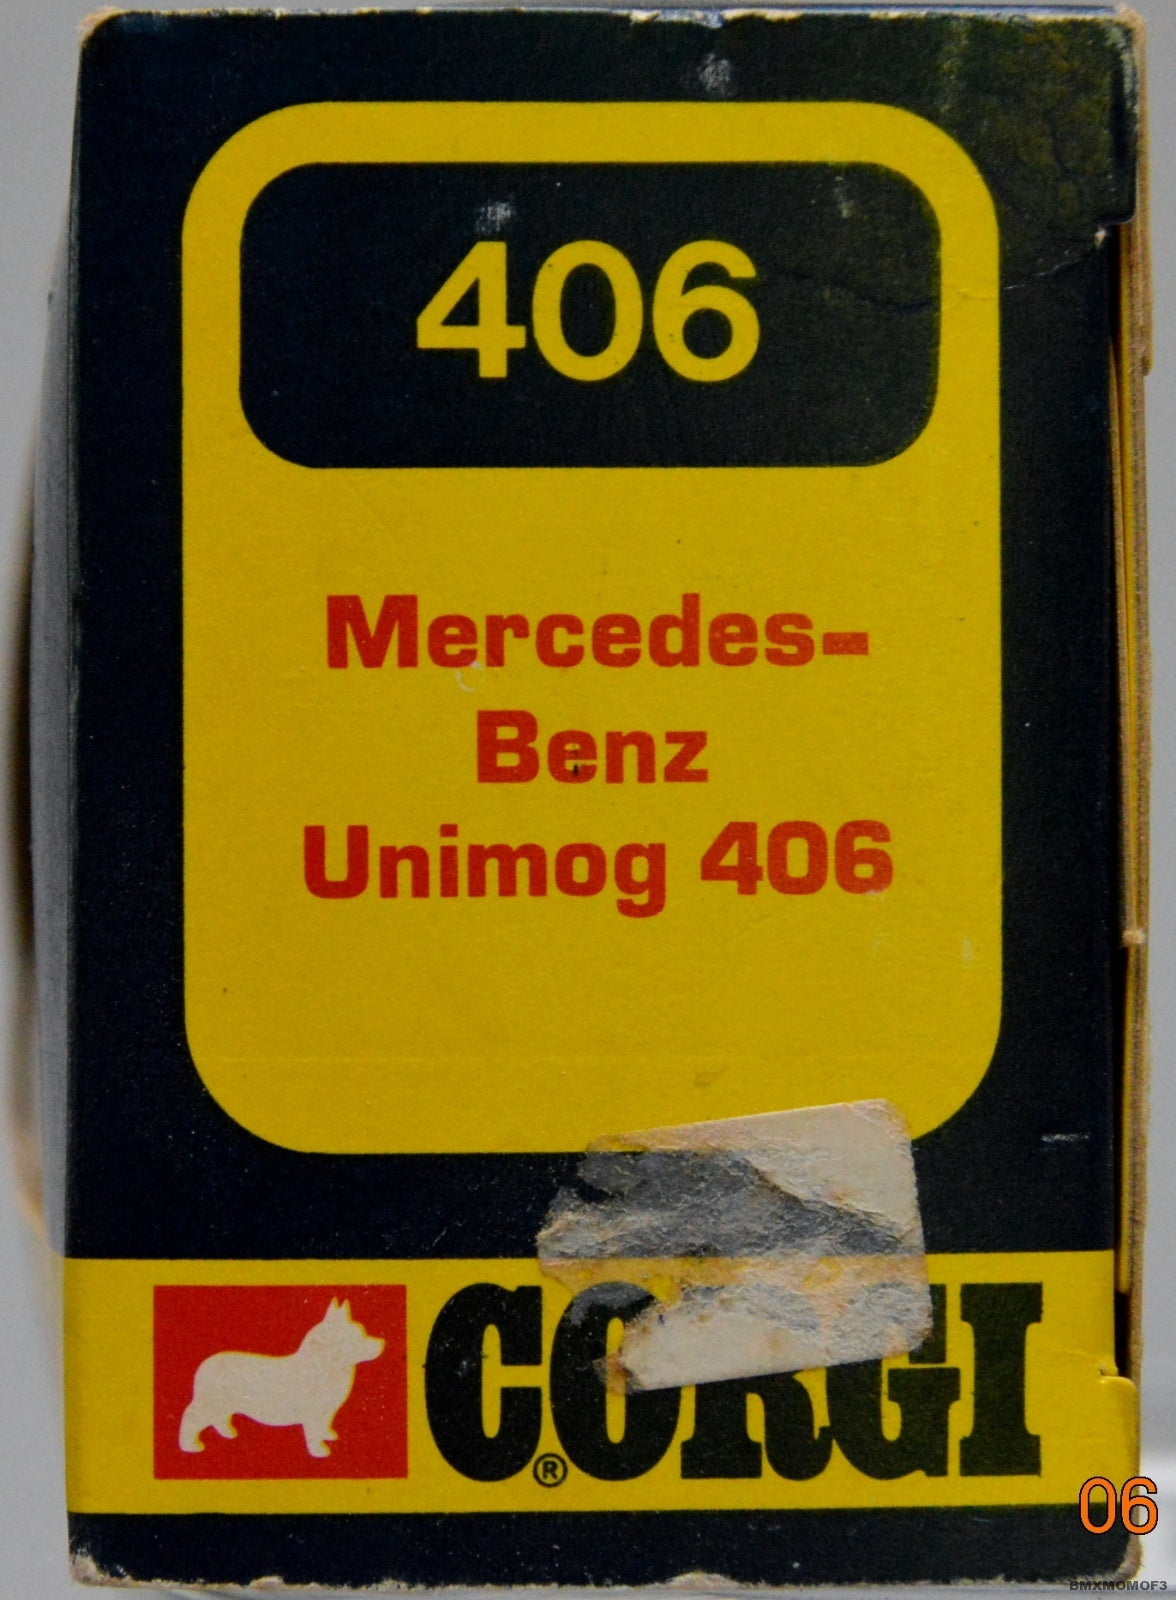 406
Mercedes-
Benz
Unimog 406
CORGI
®
06
BMXMOMOF3